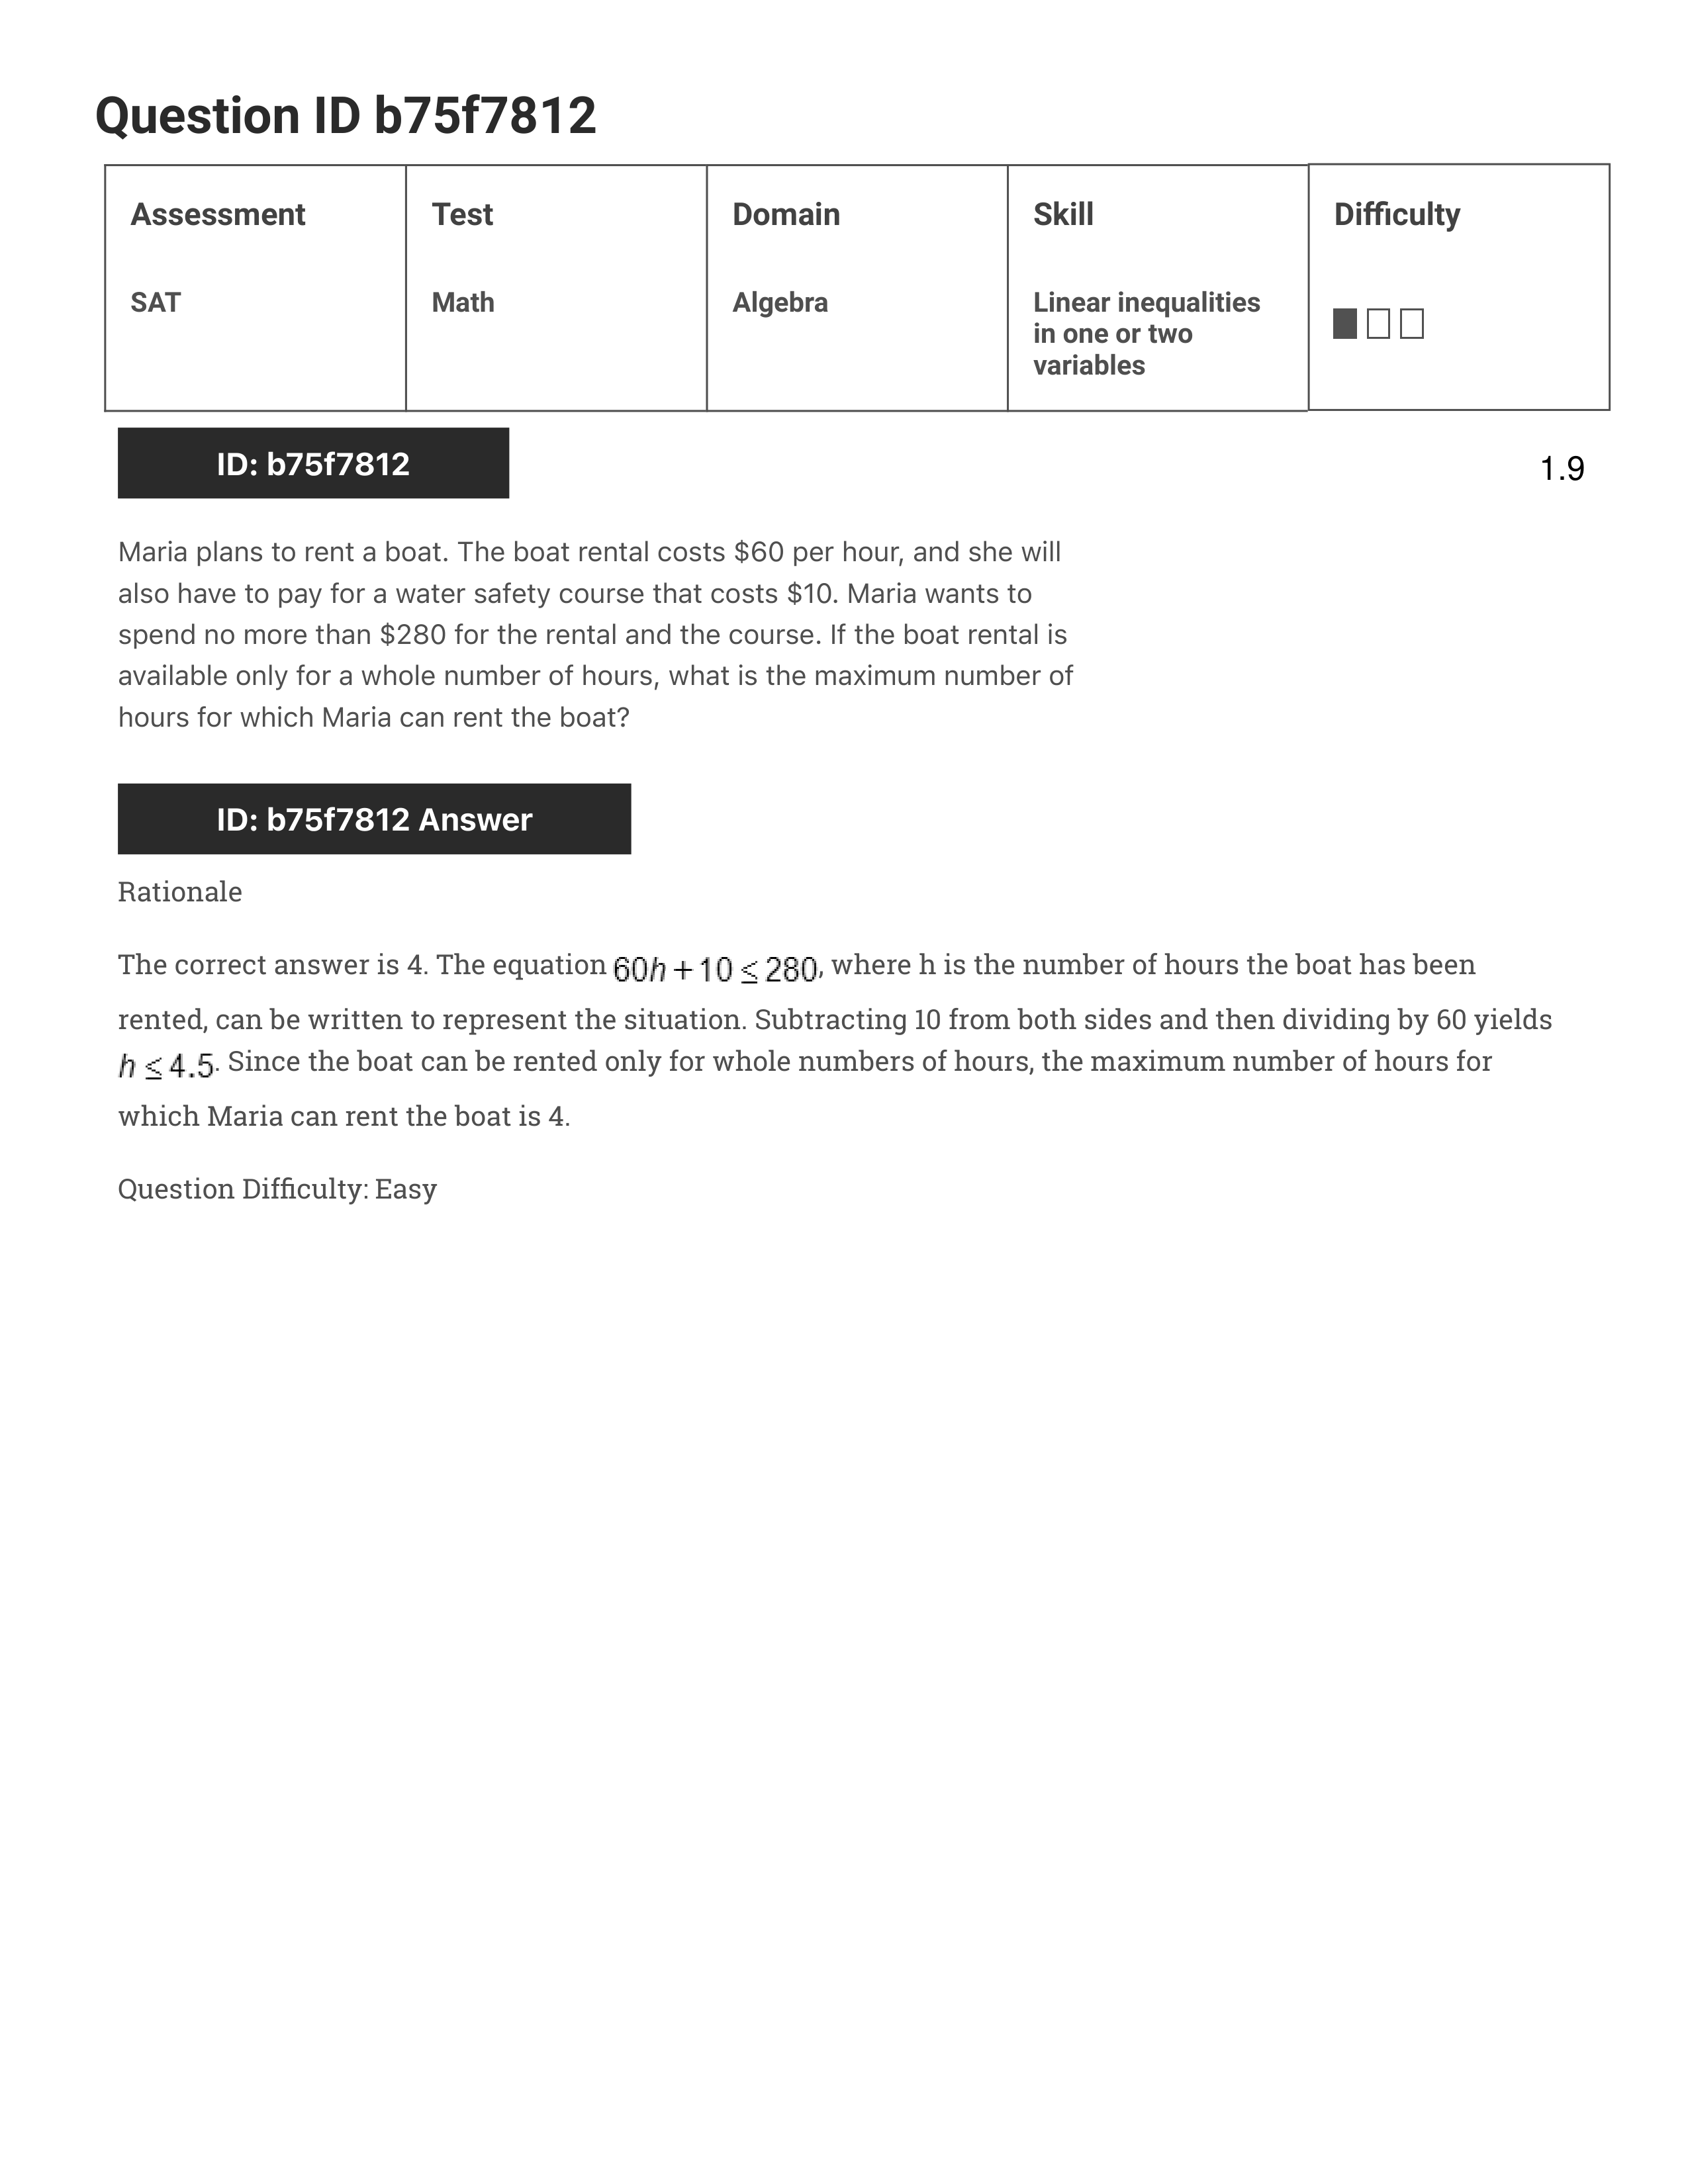 Question ID b75f7812
Assessment
Test
Domain
Skill
Difficulty
SAT
Math
Algebra
Linear inequalities
in one or two
variables
ID: b75f7812
1.9
Maria plans to rent a boat. The boat rental costs $60 per hour, and she will
also have to pay for a water safety course that costs $10. Maria wants to
spend no more than $280 for the rental and the course. If the boat rental is
available only for a whole number of hours, what is the maximum number of
hours for which Maria can rent the boat?
ID: b75f7812 Answer
Rationale
The correct answer is 4. The equation 60h + 10 ≤ 280, where h is the number of hours the boat has been
rented, can be written to represent the situation. Subtracting 10 from both sides and then dividing by 60 yields
h ≤ 4.5. Since the boat can be rented only for whole numbers of hours, the maximum number of hours for
which Maria can rent the boat is 4.
Question Difficulty: Easy